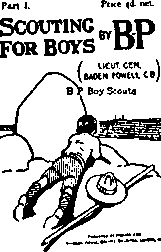 Part I. Price 4d. net.
SCOUTING
FOR BOYS BY BP
(LIEUT. GEN.
BADEN POWELL C.B.)
B P Boy Scouts